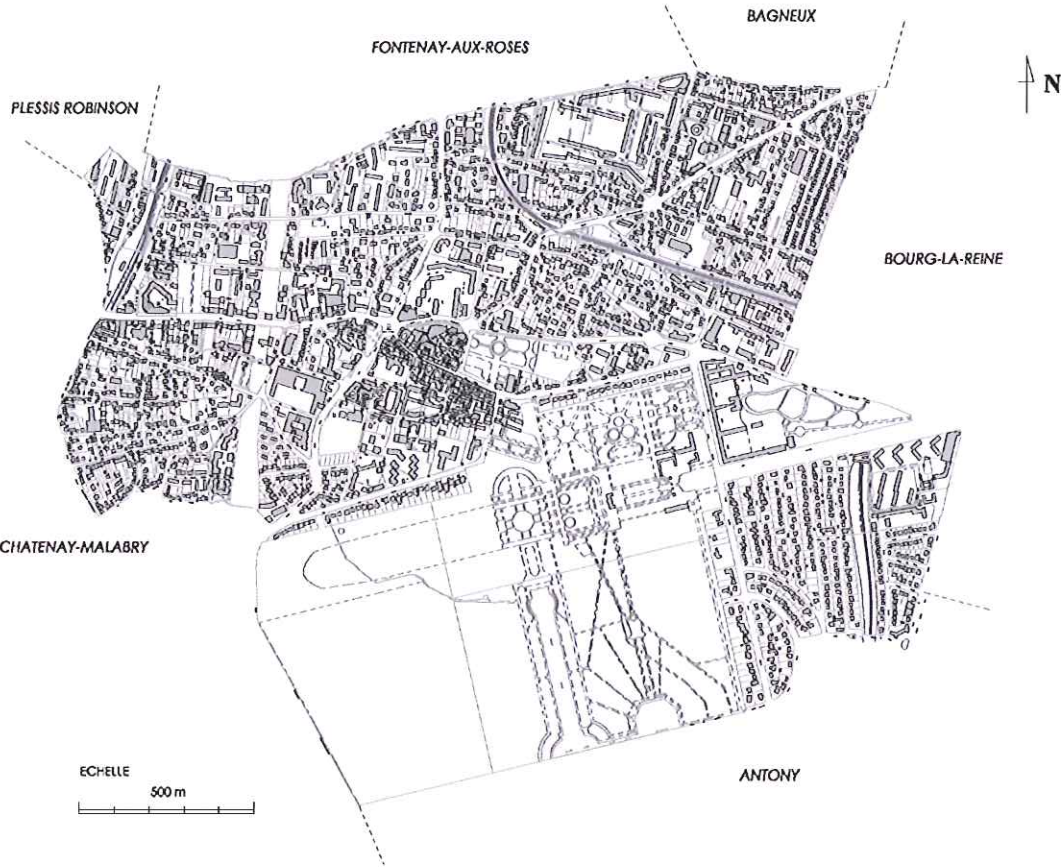 BAGNEUX
FONTENAY-AUX-ROSES
N
PLESSIS ROBINSON
BOURG-LA-REINE
CHATENAY-MALABRY
ECHELLE
500 m
ANTONY